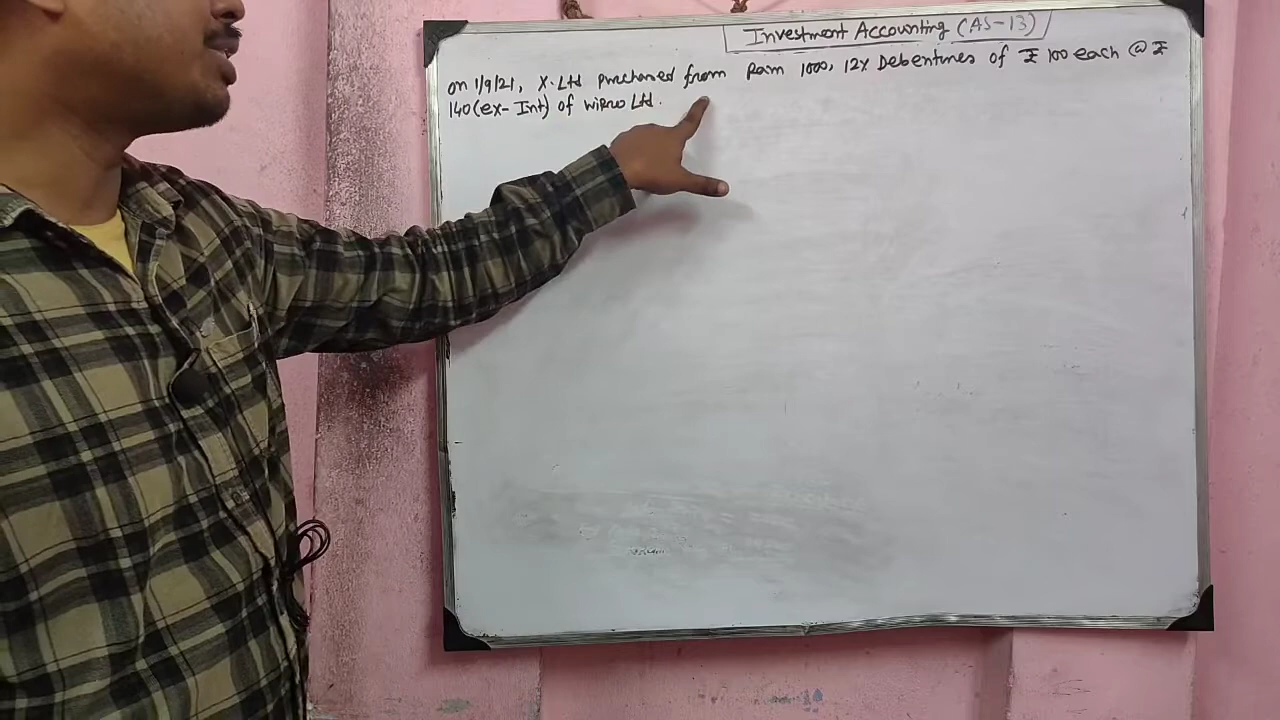 Investment Accounting (AS-13)
on 1/9/21, X. Ltd purchased from Ram 1000, 12% Debentures of ₹ 100 each @ ₹
140 (ex-Int) of wipro Ltd.